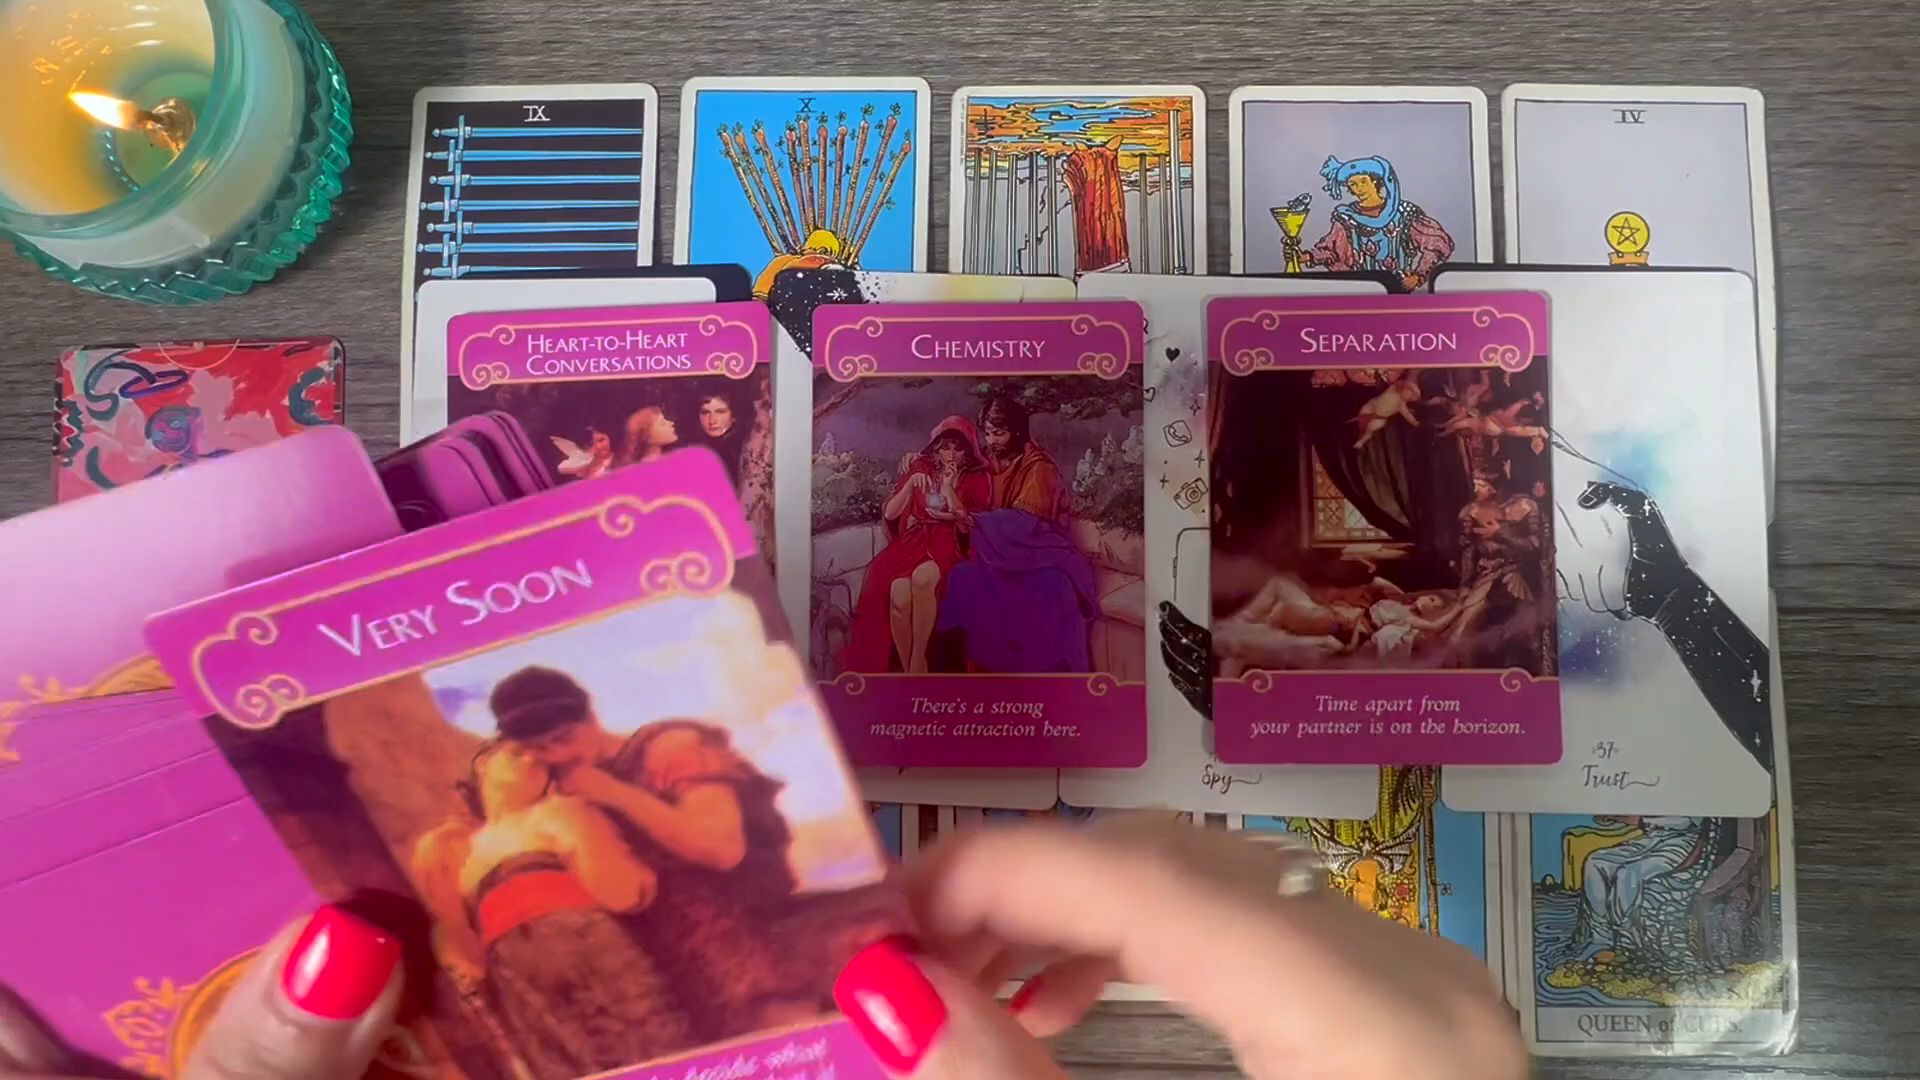 IX
X
IV
HEART-TO-HEART
CONVERSATIONS
CHEMISTRY
SEPARATION
VERY SOON
There's a strong
magnetic attraction here.
Time apart from
your partner is on the horizon.
Spy
37
Trust
QUEEN of CUPS.